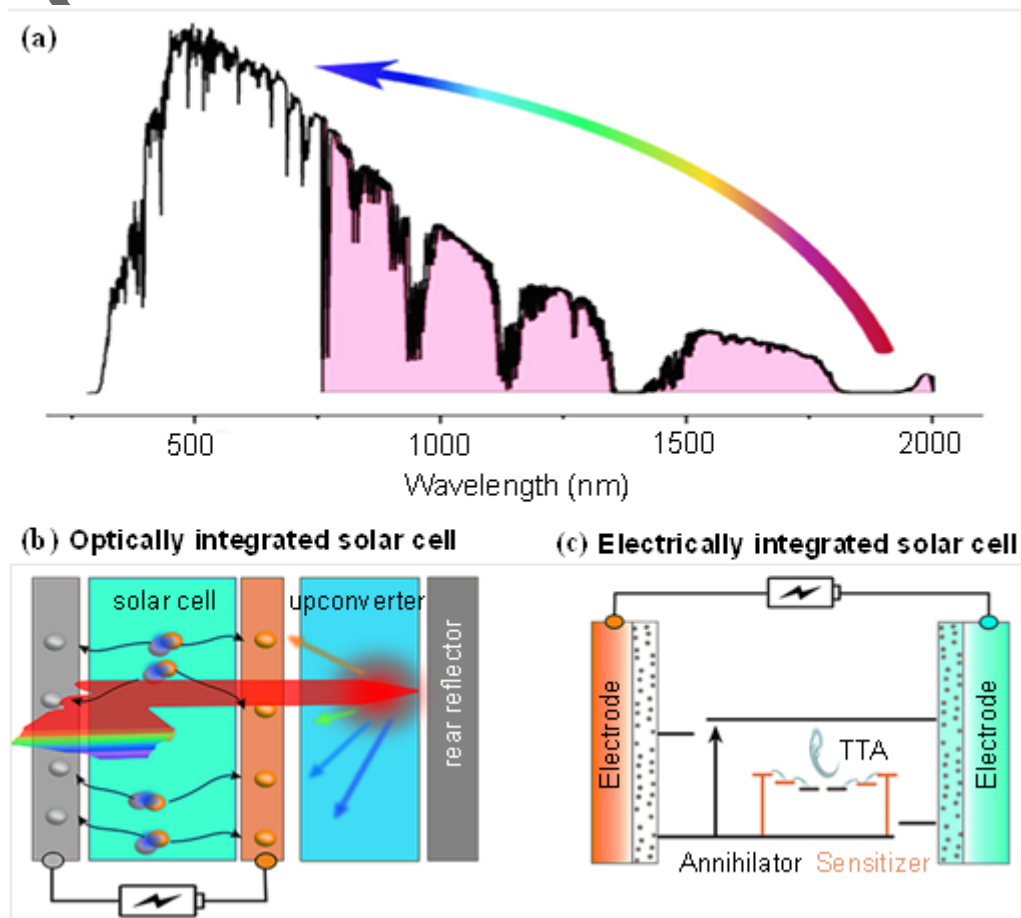 (a)
500 1000 1500 2000
Wavelength (nm)
(b) Optically integrated solar cell
(c) Electrically integrated solar cell
solar cell
upconverter
rear reflector
Electrode
TTA
Electrode
Annihilator Sensitizer